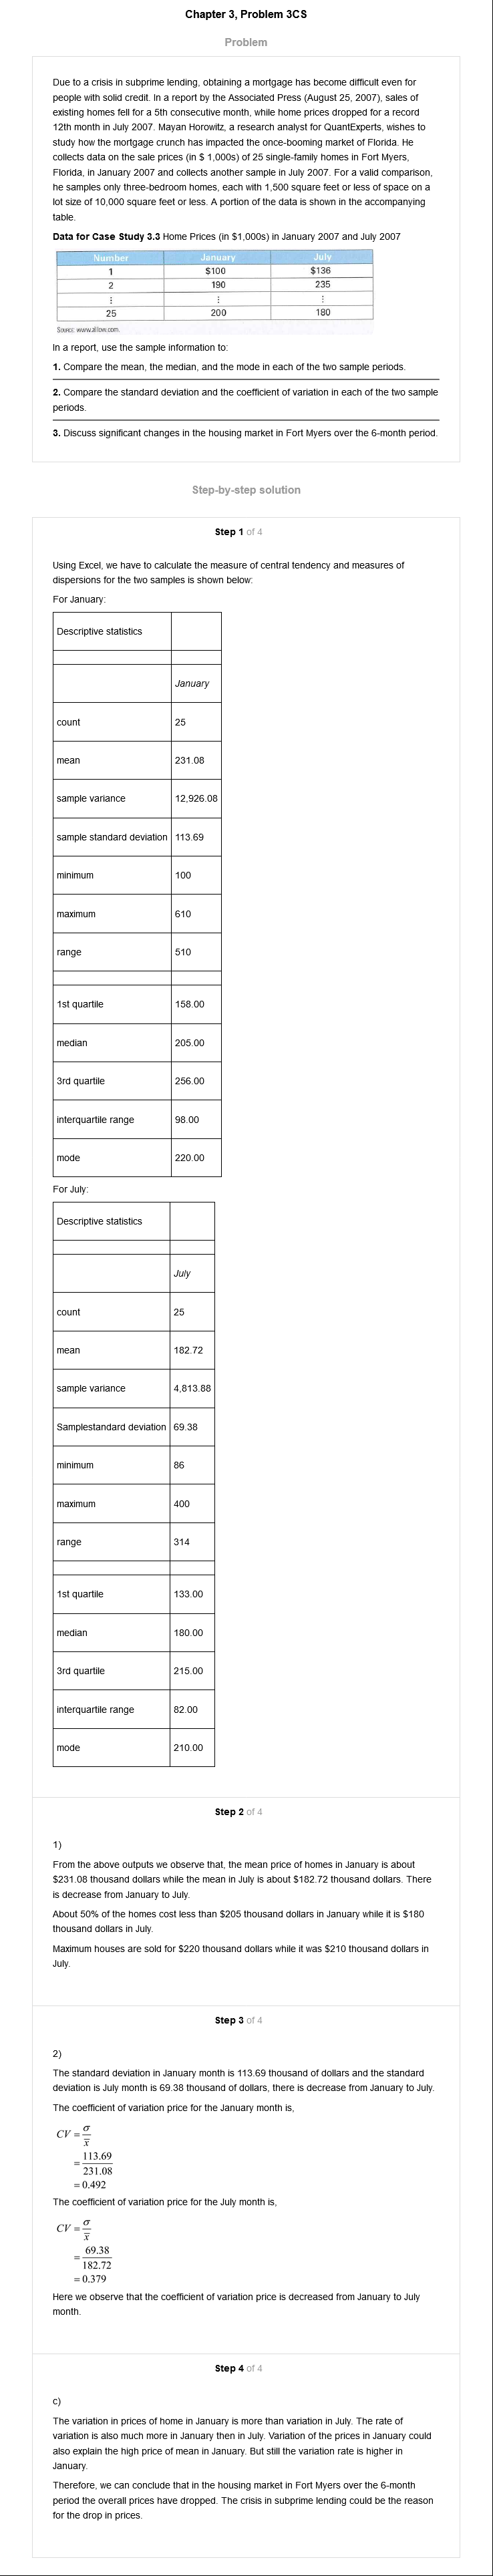 Chapter 3, Problem 3CS
Problem
Due to a crisis in subprime lending, obtaining a mortgage has become difficult even for
people with solid credit. In a report by the Associated Press (August 25, 2007), sales of
existing homes fell for a 5th consecutive month, while home prices dropped for a record
12th month in July 2007. Mayan Horowitz, a research analyst for QuantExperts, wishes to
study how the mortgage crunch has impacted the once-booming market of Florida. He
collects data on the sale prices (in $ 1,000s) of 25 single-family homes in Fort Myers,
Florida, in January 2007 and collects another sample in July 2007. For a valid comparison,
he samples only three-bedroom homes, each with 1,500 square feet or less of space on a
lot size of 10,000 square feet or less. A portion of the data is shown in the accompanying
table.
Data for Case Study 3.3 Home Prices (in $1,000s) in January 2007 and July 2007
Number January July
1 $100 $136
2 190 235
⋮ ⋮ ⋮
25 200 180
Source: www.zillow.com.
In a report, use the sample information to:
1. Compare the mean, the median, and the mode in each of the two sample periods.
2. Compare the standard deviation and the coefficient of variation in each of the two sample
periods.
3. Discuss significant changes in the housing market in Fort Myers over the 6-month period.
Step-by-step solution
Step 1 of 4
Using Excel, we have to calculate the measure of central tendency and measures of
dispersions for the two samples is shown below:
For January:
Descriptive statistics
January
count 25
mean 231.08
sample variance 12,926.08
sample standard deviation 113.69
minimum 100
maximum 610
range 510
1st quartile 158.00
median 205.00
3rd quartile 256.00
interquartile range 98.00
mode 220.00
For July:
Descriptive statistics
July
count 25
mean 182.72
sample variance 4,813.88
Samplestandard deviation 69.38
minimum 86
maximum 400
range 314
1st quartile 133.00
median 180.00
3rd quartile 215.00
interquartile range 82.00
mode 210.00
Step 2 of 4
1)
From the above outputs we observe that, the mean price of homes in January is about
$231.08 thousand dollars while the mean in July is about $182.72 thousand dollars. There
is decrease from January to July.
About 50% of the homes cost less than $205 thousand dollars in January while it is $180
thousand dollars in July.
Maximum houses are sold for $220 thousand dollars while it was $210 thousand dollars in
July.
Step 3 of 4
2)
The standard deviation in January month is 113.69 thousand of dollars and the standard
deviation is July month is 69.38 thousand of dollars, there is decrease from January to July.
The coefficient of variation price for the January month is,
CV = σ / x̅
= 113.69 / 231.08
= 0.492
The coefficient of variation price for the July month is,
CV = σ / x̅
= 69.38 / 182.72
= 0.379
Here we observe that the coefficient of variation price is decreased from January to July
month.
Step 4 of 4
c)
The variation in prices of home in January is more than variation in July. The rate of
variation is also much more in January then in July. Variation of the prices in January could
also explain the high price of mean in January. But still the variation rate is higher in
January.
Therefore, we can conclude that in the housing market in Fort Myers over the 6-month
period the overall prices have dropped. The crisis in subprime lending could be the reason
for the drop in prices.